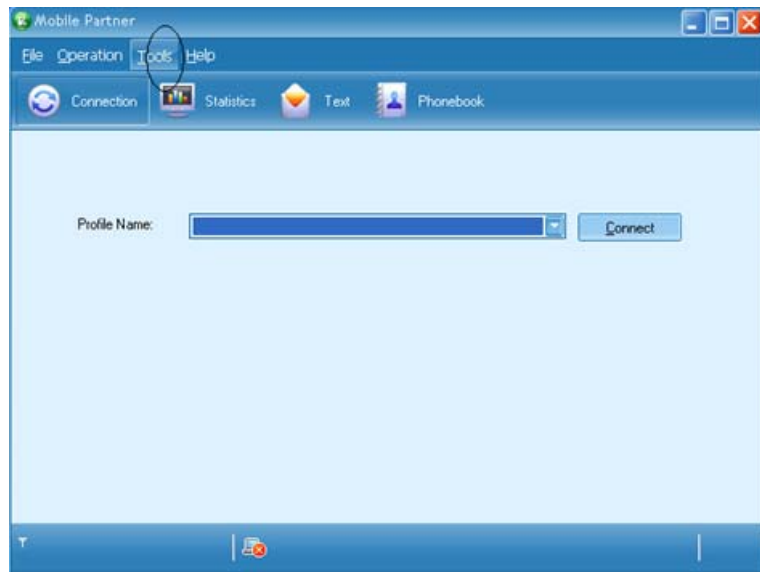 Mobile Partner
File Operation Tools Help
Connection Statistics Text Phonebook
Profile Name: Connect